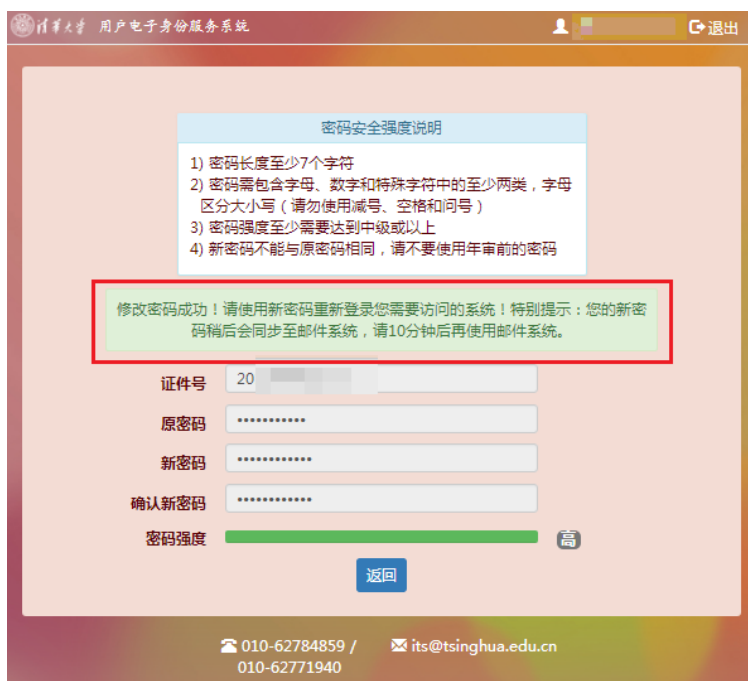 清华大学 用户电子身份服务系统
退出
密码安全强度说明
1) 密码长度至少7个字符
2) 密码需包含字母、数字和特殊字符中的至少两类，字母
区分大小写（请勿使用减号、空格和问号）
3) 密码强度至少需要达到中级或以上
4) 新密码不能与原密码相同，请不要使用年审前的密码
修改密码成功！请使用新密码重新登录您需要访问的系统！特别提示：您的新密
码稍后会同步至邮件系统，请10分钟后再使用邮件系统。
证件号 20
原密码 •••••••••••
新密码 ••••••••••••
确认新密码 ••••••••••••
密码强度 高
返回
010-62784859 / its@tsinghua.edu.cn
010-62771940